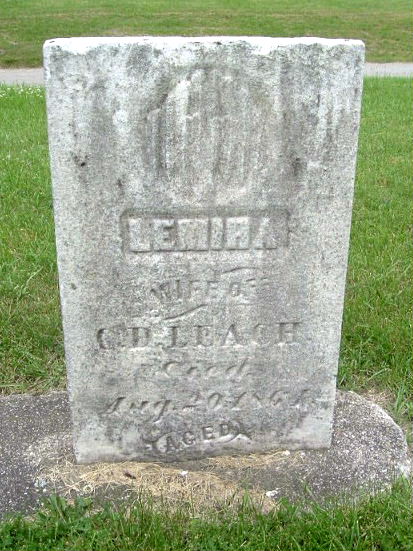 LEMIRA
WIFE OF
C.D. LEACH
Died
Aug. 20, 1864
AGED